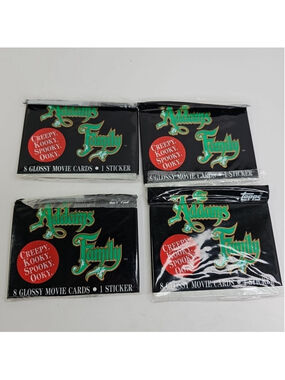 Addams
Family
CREEPY,
KOOKY,
SPOOKY,
OOKY.
8 GLOSSY MOVIE CARDS • 1 STICKER
Addams
Family
CREEPY,
KOOKY,
SPOOKY,
OOKY.
8 GLOSSY MOVIE CARDS • 1 STICKER
Addams
Family
CREEPY,
KOOKY,
SPOOKY,
OOKY.
8 GLOSSY MOVIE CARDS • 1 STICKER
TOPPS
Addams
Family
CREEPY,
KOOKY,
SPOOKY,
OOKY.
8 GLOSSY MOVIE CARDS • 1 STICKER